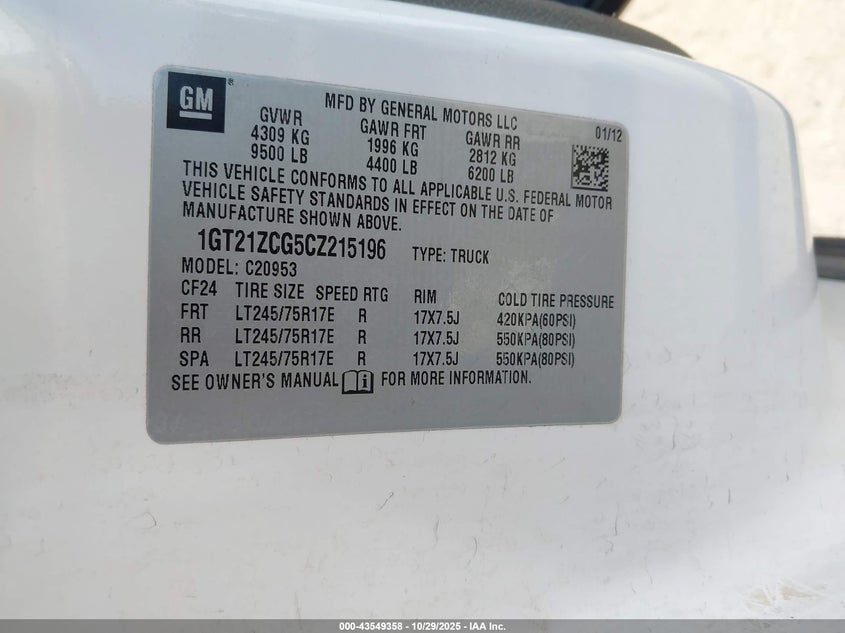 GM ®
MFD BY GENERAL MOTORS LLC
01/12
GVWR GAWR FRT GAWR RR
4309 KG 1996 KG 2812 KG
9500 LB 4400 LB 6200 LB
THIS VEHICLE CONFORMS TO ALL APPLICABLE U.S. FEDERAL MOTOR
VEHICLE SAFETY STANDARDS IN EFFECT ON THE DATE OF
MANUFACTURE SHOWN ABOVE.
1GT21ZCG5CZ215196 TYPE: TRUCK
MODEL: C20953
CF24 TIRE SIZE SPEED RTG RIM COLD TIRE PRESSURE
FRT LT245/75R17E R 17X7.5J 420KPA(60PSI)
RR LT245/75R17E R 17X7.5J 550KPA(80PSI)
SPA LT245/75R17E R 17X7.5J 550KPA(80PSI)
SEE OWNER'S MANUAL i FOR MORE INFORMATION.
000-43549358 - 10/29/2025 - IAA Inc.